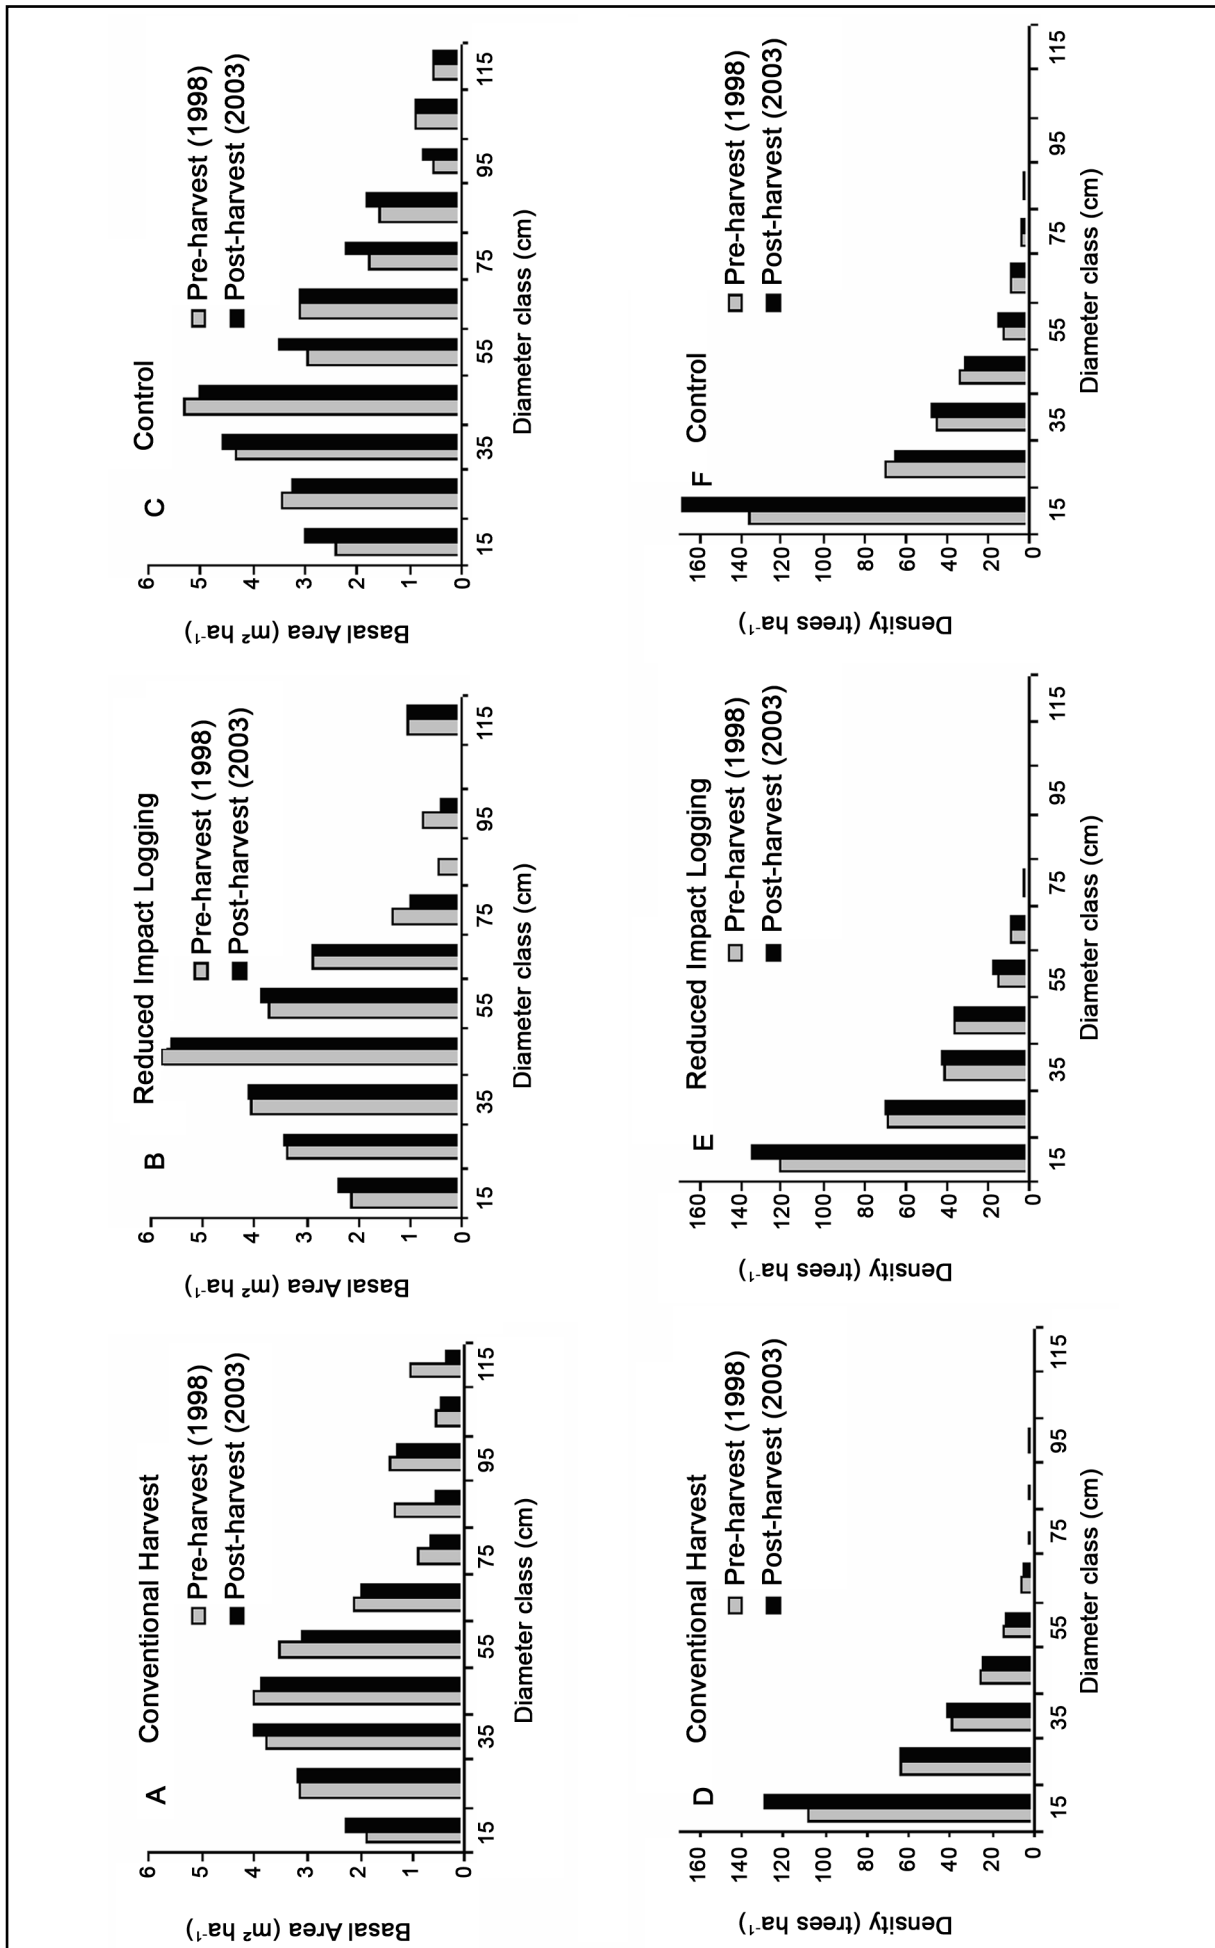 A
Conventional Harvest
Pre-harvest (1998)
Post-harvest (2003)
Basal Area (m² ha⁻¹)
6
5
4
3
2
1
0
15 35 55 75 95 115
Diameter class (cm)
B
Reduced Impact Logging
Pre-harvest (1998)
Post-harvest (2003)
Basal Area (m² ha⁻¹)
6
5
4
3
2
1
0
15 35 55 75 95 115
Diameter class (cm)
C
Control
Pre-harvest (1998)
Post-harvest (2003)
Basal Area (m² ha⁻¹)
6
5
4
3
2
1
0
15 35 55 75 95 115
Diameter class (cm)
D
Conventional Harvest
Pre-harvest (1998)
Post-harvest (2003)
Density (trees ha⁻¹)
160
140
120
100
80
60
40
20
0
15 35 55 75 95 115
Diameter class (cm)
E
Reduced Impact Logging
Pre-harvest (1998)
Post-harvest (2003)
Density (trees ha⁻¹)
160
140
120
100
80
60
40
20
0
15 35 55 75 95 115
Diameter class (cm)
F
Control
Pre-harvest (1998)
Post-harvest (2003)
Density (trees ha⁻¹)
160
140
120
100
80
60
40
20
0
15 35 55 75 95 115
Diameter class (cm)